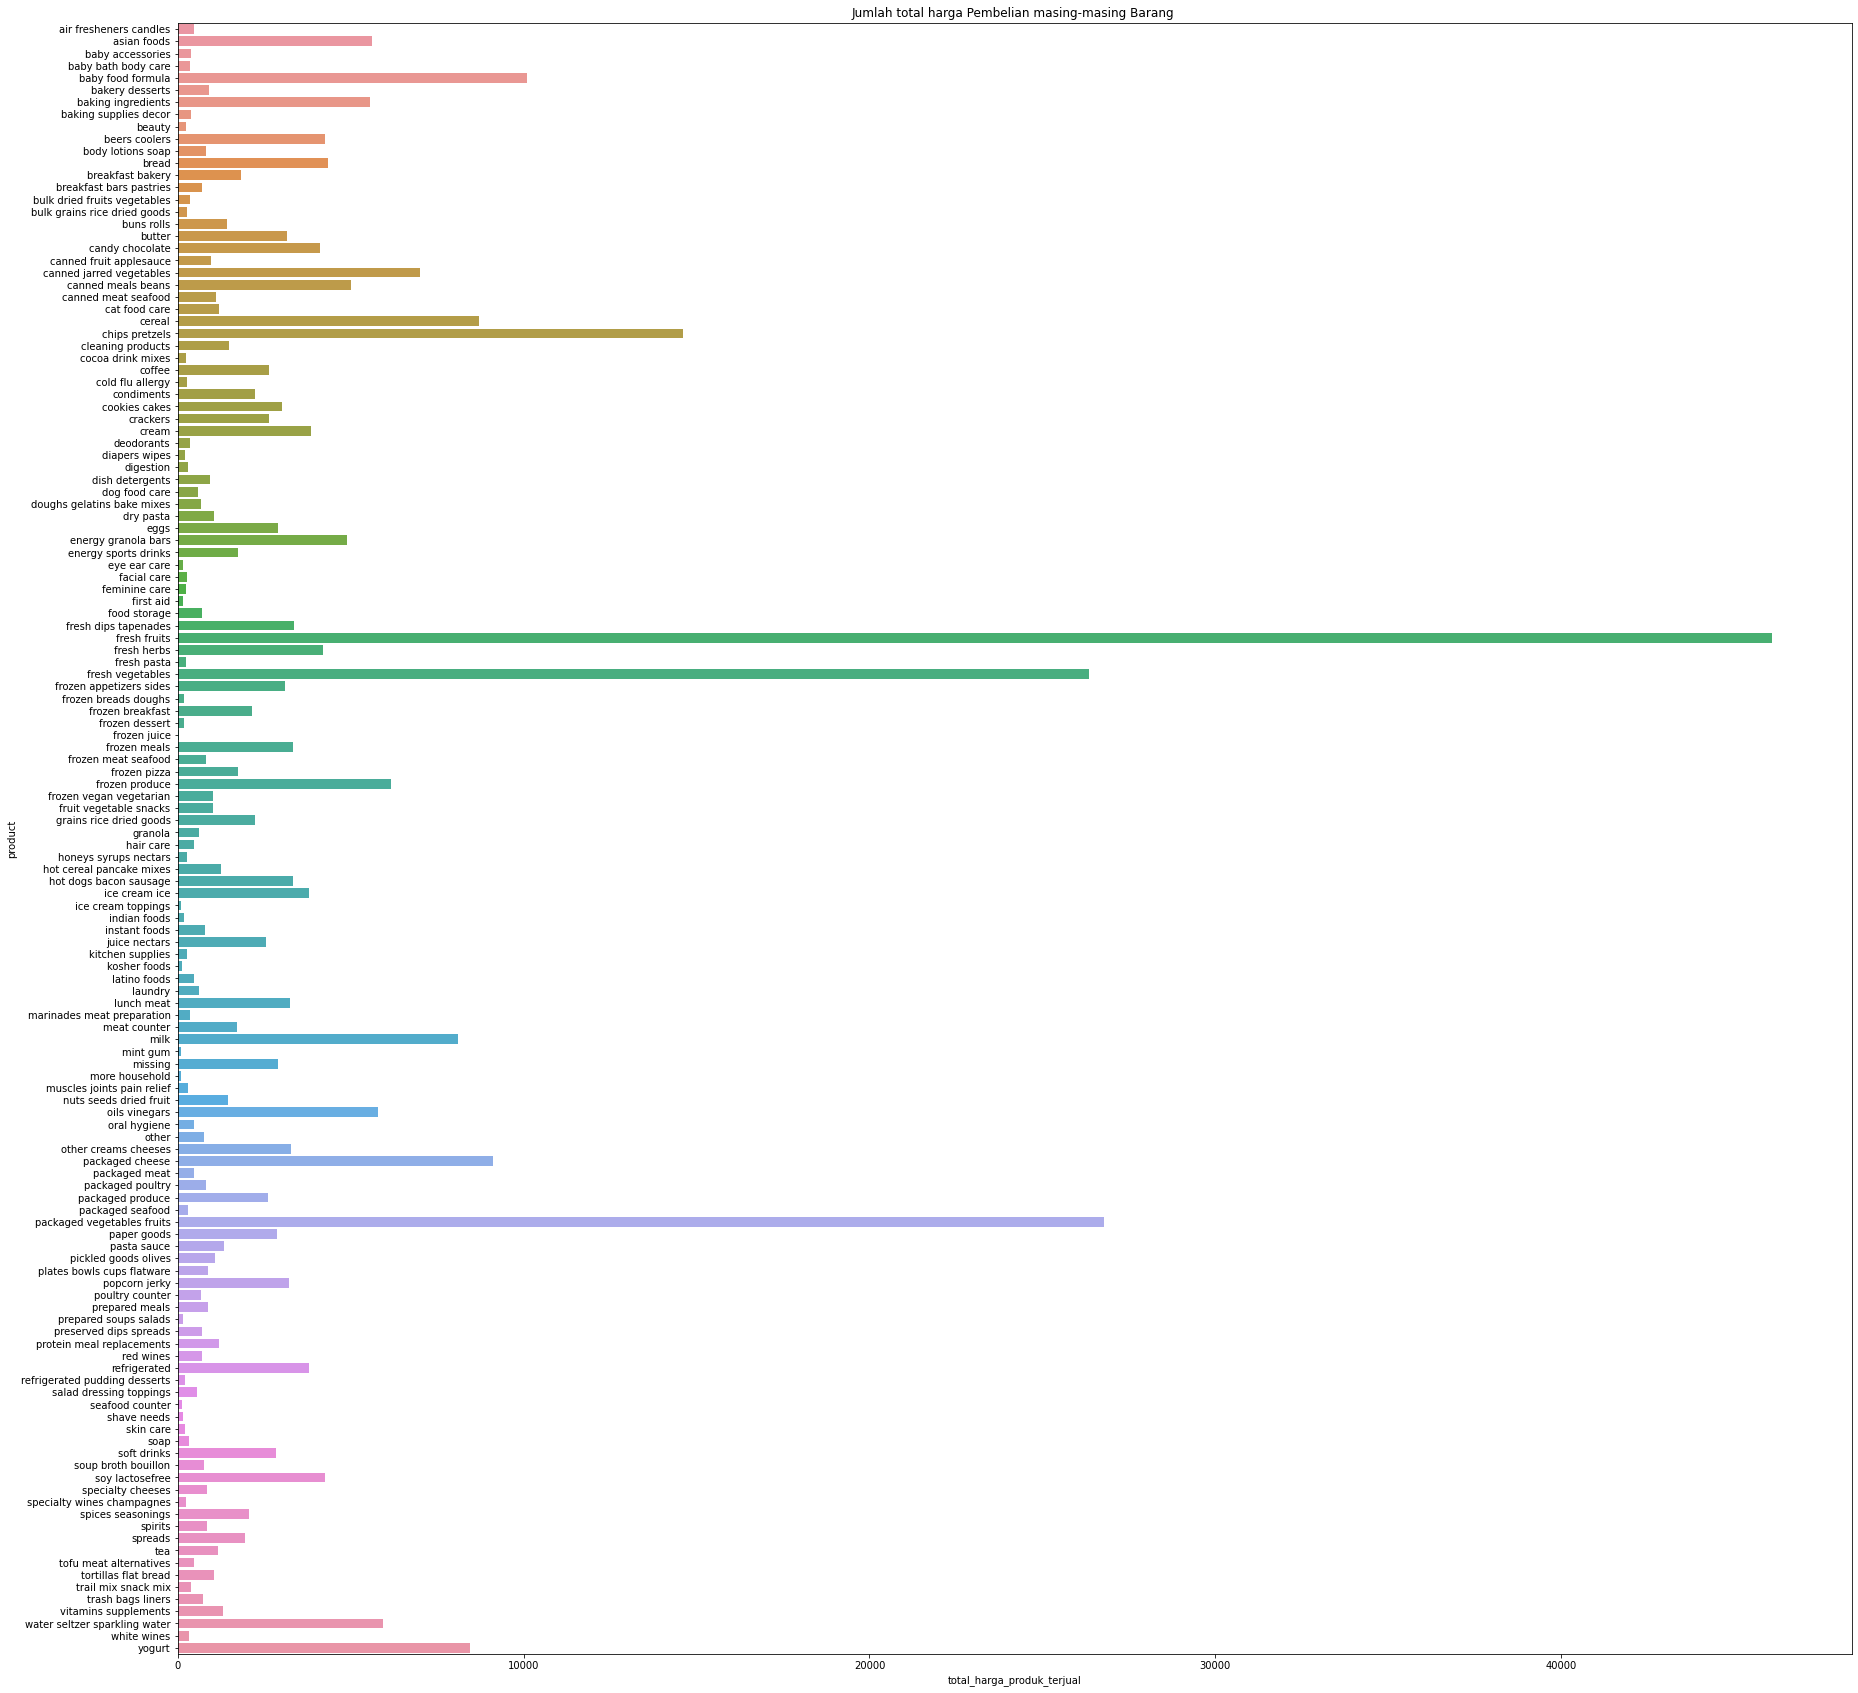 Jumlah total harga Pembelian masing-masing Barang
air fresheners candles
asian foods
baby accessories
baby bath body care
baby food formula
bakery desserts
baking ingredients
baking supplies decor
beauty
beers coolers
body lotions soap
bread
breakfast bakery
breakfast bars pastries
bulk dried fruits vegetables
bulk grains rice dried goods
buns rolls
butter
candy chocolate
canned fruit applesauce
canned jarred vegetables
canned meals beans
canned meat seafood
cat food care
cereal
chips pretzels
cleaning products
cocoa drink mixes
coffee
cold flu allergy
condiments
cookies cakes
crackers
cream
deodorants
diapers wipes
digestion
dish detergents
dog food care
doughs gelatins bake mixes
dry pasta
eggs
energy granola bars
energy sports drinks
eye ear care
facial care
feminine care
first aid
food storage
fresh dips tapenades
fresh fruits
fresh herbs
fresh pasta
fresh vegetables
frozen appetizers sides
frozen breads doughs
frozen breakfast
frozen dessert
frozen juice
frozen meals
frozen meat seafood
frozen pizza
frozen produce
frozen vegan vegetarian
fruit vegetable snacks
grains rice dried goods
granola
hair care
honeys syrups nectars
hot cereal pancake mixes
hot dogs bacon sausage
ice cream ice
ice cream toppings
indian foods
instant foods
juice nectars
kitchen supplies
kosher foods
latino foods
laundry
lunch meat
marinades meat preparation
meat counter
milk
mint gum
missing
more household
muscles joints pain relief
nuts seeds dried fruit
oils vinegars
oral hygiene
other
other creams cheeses
packaged cheese
packaged meat
packaged poultry
packaged produce
packaged seafood
packaged vegetables fruits
paper goods
pasta sauce
pickled goods olives
plates bowls cups flatware
popcorn jerky
poultry counter
prepared meals
prepared soups salads
preserved dips spreads
protein meal replacements
red wines
refrigerated
refrigerated pudding desserts
salad dressing toppings
seafood counter
shave needs
skin care
soap
soft drinks
soup broth bouillon
soy lactosefree
specialty cheeses
specialty wines champagnes
spices seasonings
spirits
spreads
tea
tofu meat alternatives
tortillas flat bread
trail mix snack mix
trash bags liners
vitamins supplements
water seltzer sparkling water
white wines
yogurt
product
0 10000 20000 30000 40000
total_harga_produk_terjual